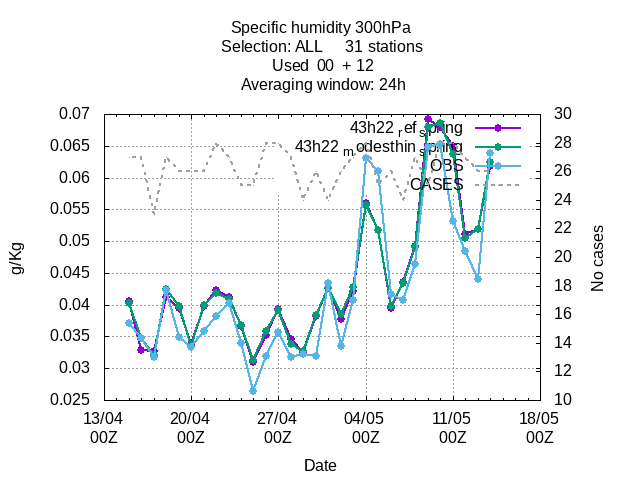 Specific humidity 300hPa
Selection: ALL     31 stations
Used  00  + 12
Averaging window: 24h
0.07
0.065
0.06
0.055
0.05
0.045
0.04
0.035
0.03
0.025
g/Kg
30
28
26
24
22
20
18
16
14
12
10
No cases
43h22_ref_spring
43h22_modesthin_spring
OBS
CASES
13/04 20/04 27/04 04/05 11/05 18/05
00Z 00Z 00Z 00Z 00Z 00Z
Date